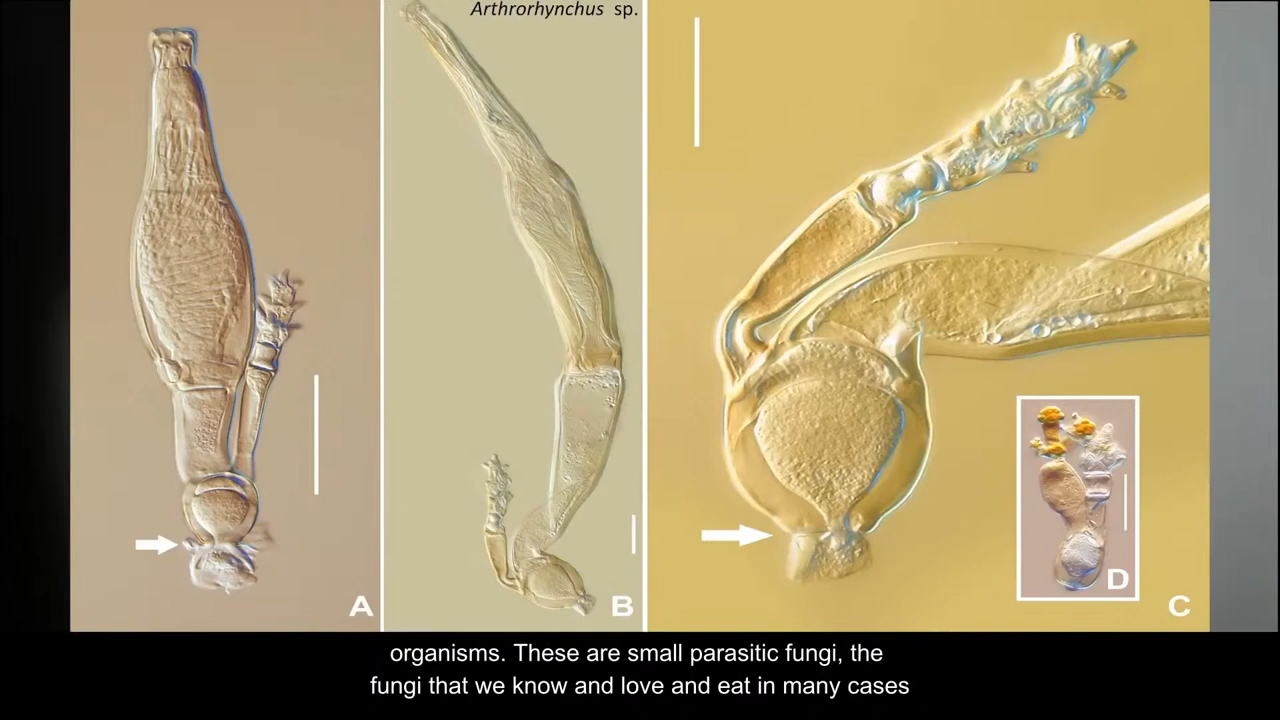 Arthrorhynchus sp.
A
B
C
D
organisms. These are small parasitic fungi, the
fungi that we know and love and eat in many cases